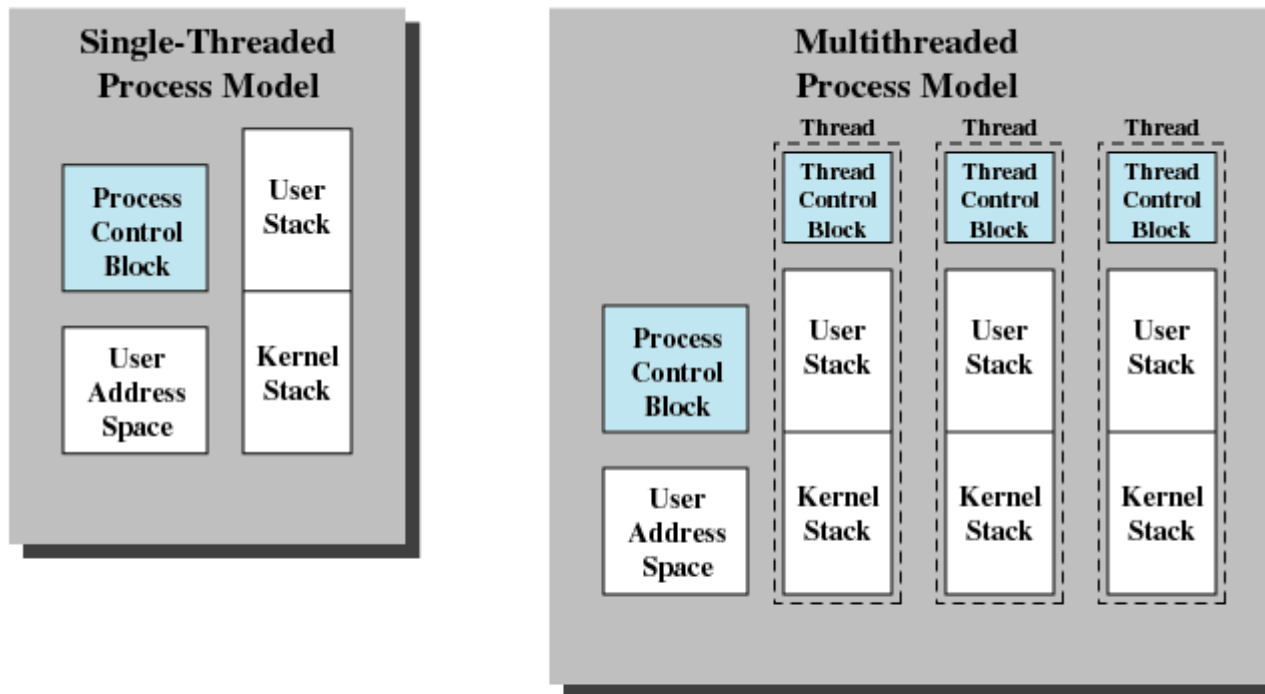 Single-Threaded
Process Model
Process
Control
Block
User
Stack
User
Address
Space
Kernel
Stack
Multithreaded
Process Model
Process
Control
Block
User
Address
Space
Thread
Thread
Control
Block
User
Stack
Kernel
Stack
Thread
Thread
Control
Block
User
Stack
Kernel
Stack
Thread
Thread
Control
Block
User
Stack
Kernel
Stack